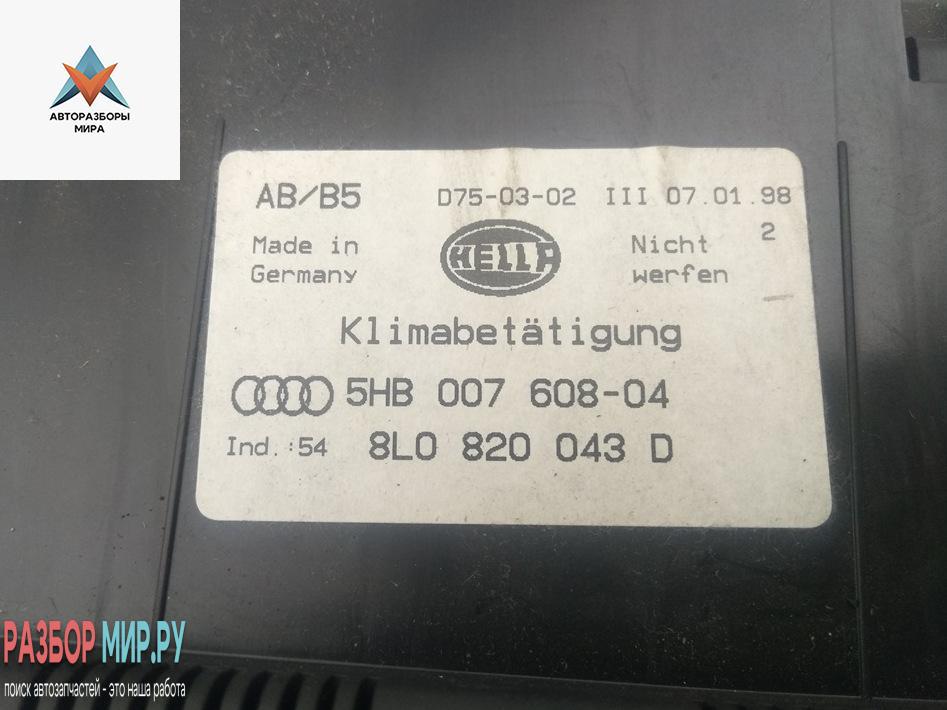 АВТОРАЗБОРЫ
МИРА
AB/B5 D75-03-02 III 07.01.98
Made in HELLA Nicht 2
Germany werfen
Klimabetätigung
5HB 007 608-04
Ind.:54 8L0 820 043 D
РАЗБОР МИР.РУ
поиск автозапчастей - это наша работа